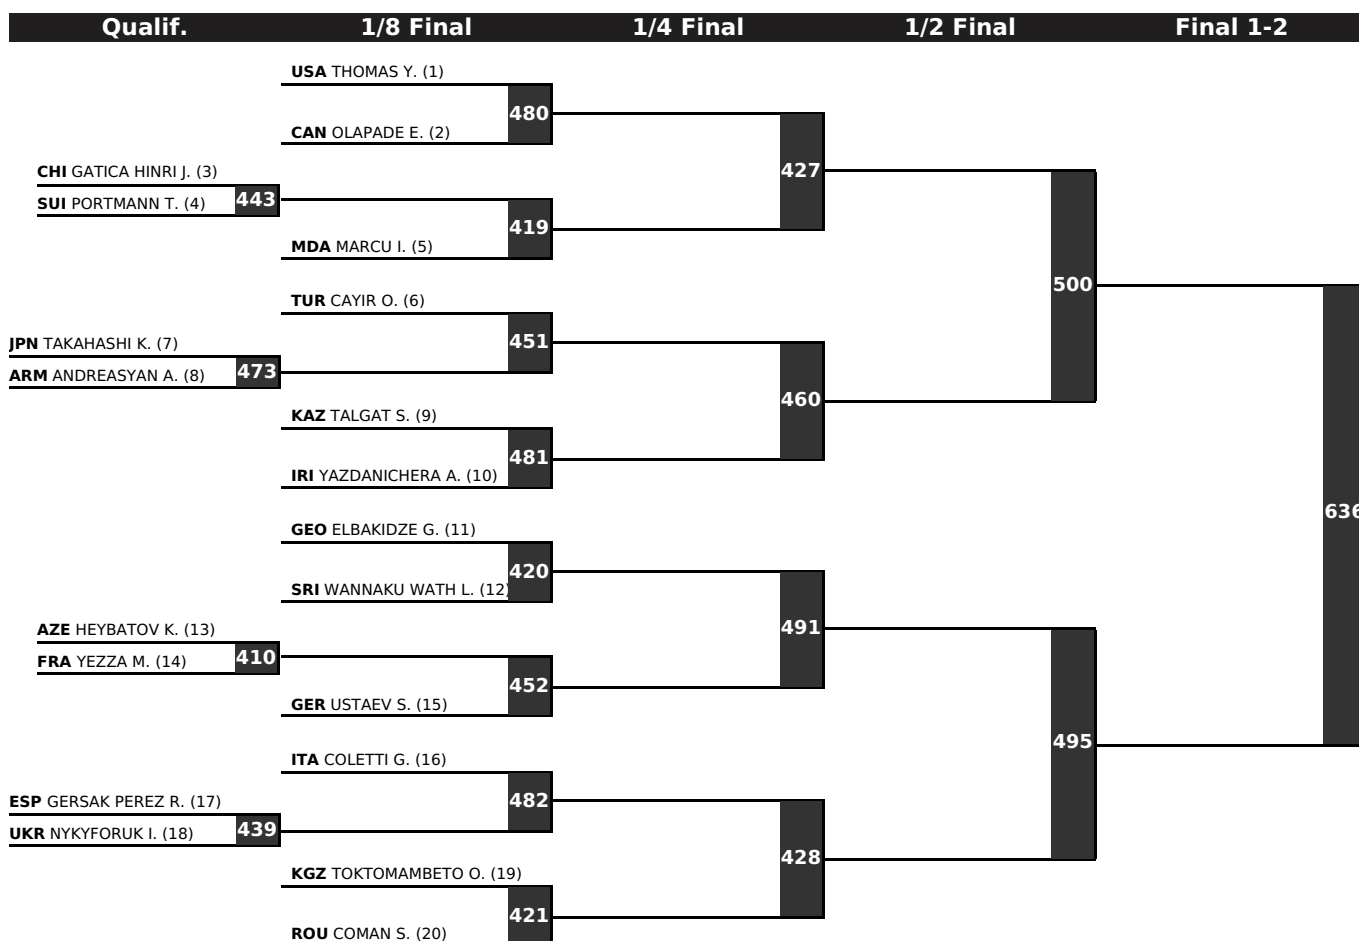 Qualif. 1/8 Final 1/4 Final 1/2 Final Final 1-2
USA THOMAS Y. (1)
480
CAN OLAPADE E. (2)
CHI GATICA HINRI J. (3)
427
SUI PORTMANN T. (4) 443
419
MDA MARCU I. (5)
500
TUR CAYIR O. (6)
JPN TAKAHASHI K. (7)
451
ARM ANDREASYAN A. (8) 473
460
KAZ TALGAT S. (9)
481
IRI YAZDANICHERA A. (10)
636
GEO ELBAKIDZE G. (11)
420
SRI WANNAKU WATH L. (12)
AZE HEYBATOV K. (13)
491
FRA YEZZA M. (14) 410
452
GER USTAEV S. (15)
495
ITA COLETTI G. (16)
ESP GERSAK PEREZ R. (17)
482
UKR NYKYFORUK I. (18) 439
428
KGZ TOKTOMAMBETO O. (19)
421
ROU COMAN S. (20)